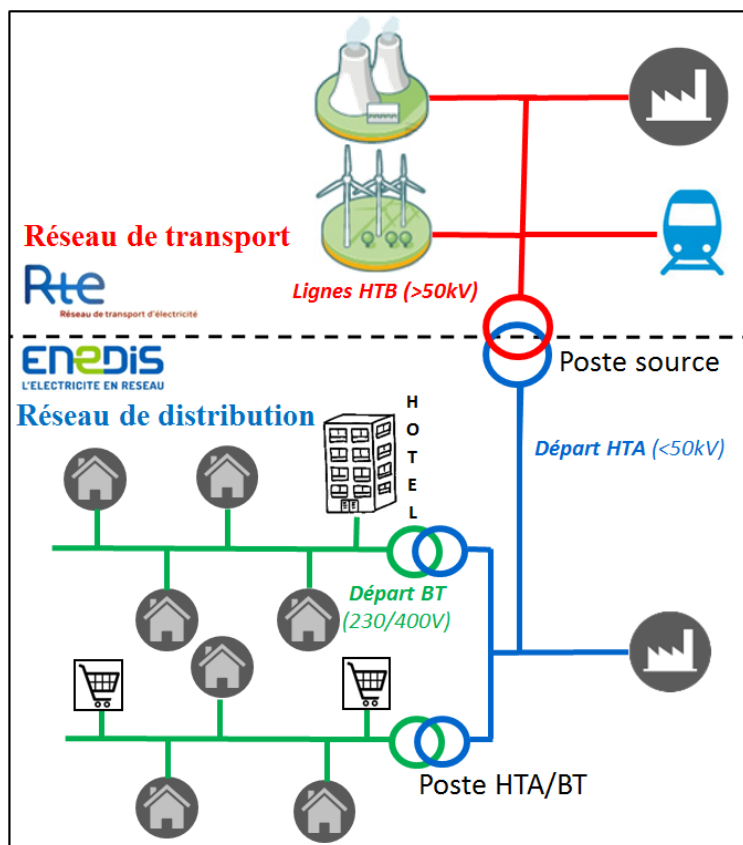 Réseau de transport
Rte
Réseau de transport d'électricité
Lignes HTB (>50kV)
Poste source
ENEDIS
L'ELECTRICITE EN RESEAU
Réseau de distribution
HOTEL
Départ HTA (<50kV)
Départ BT
(230/400V)
Poste HTA/BT